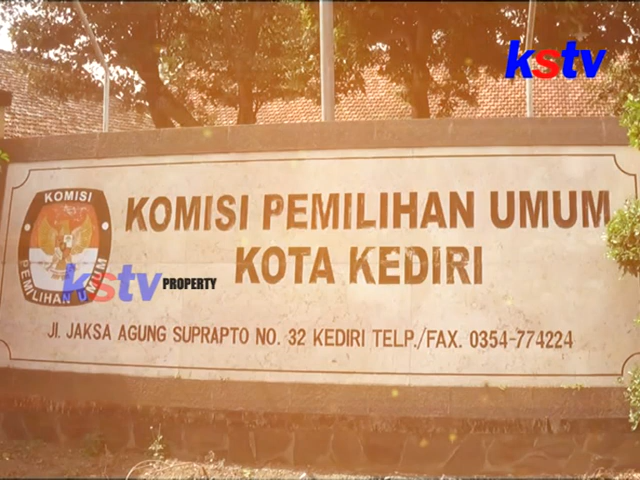 kstv
KOMISI PEMILIHAN UMUM
KOTA KEDIRI
KOMISI
PEMILIHAN UMUM
kstv PROPERTY
JL. JAKSA AGUNG SUPRAPTO NO. 32 KEDIRI TELP./FAX. 0354-774224